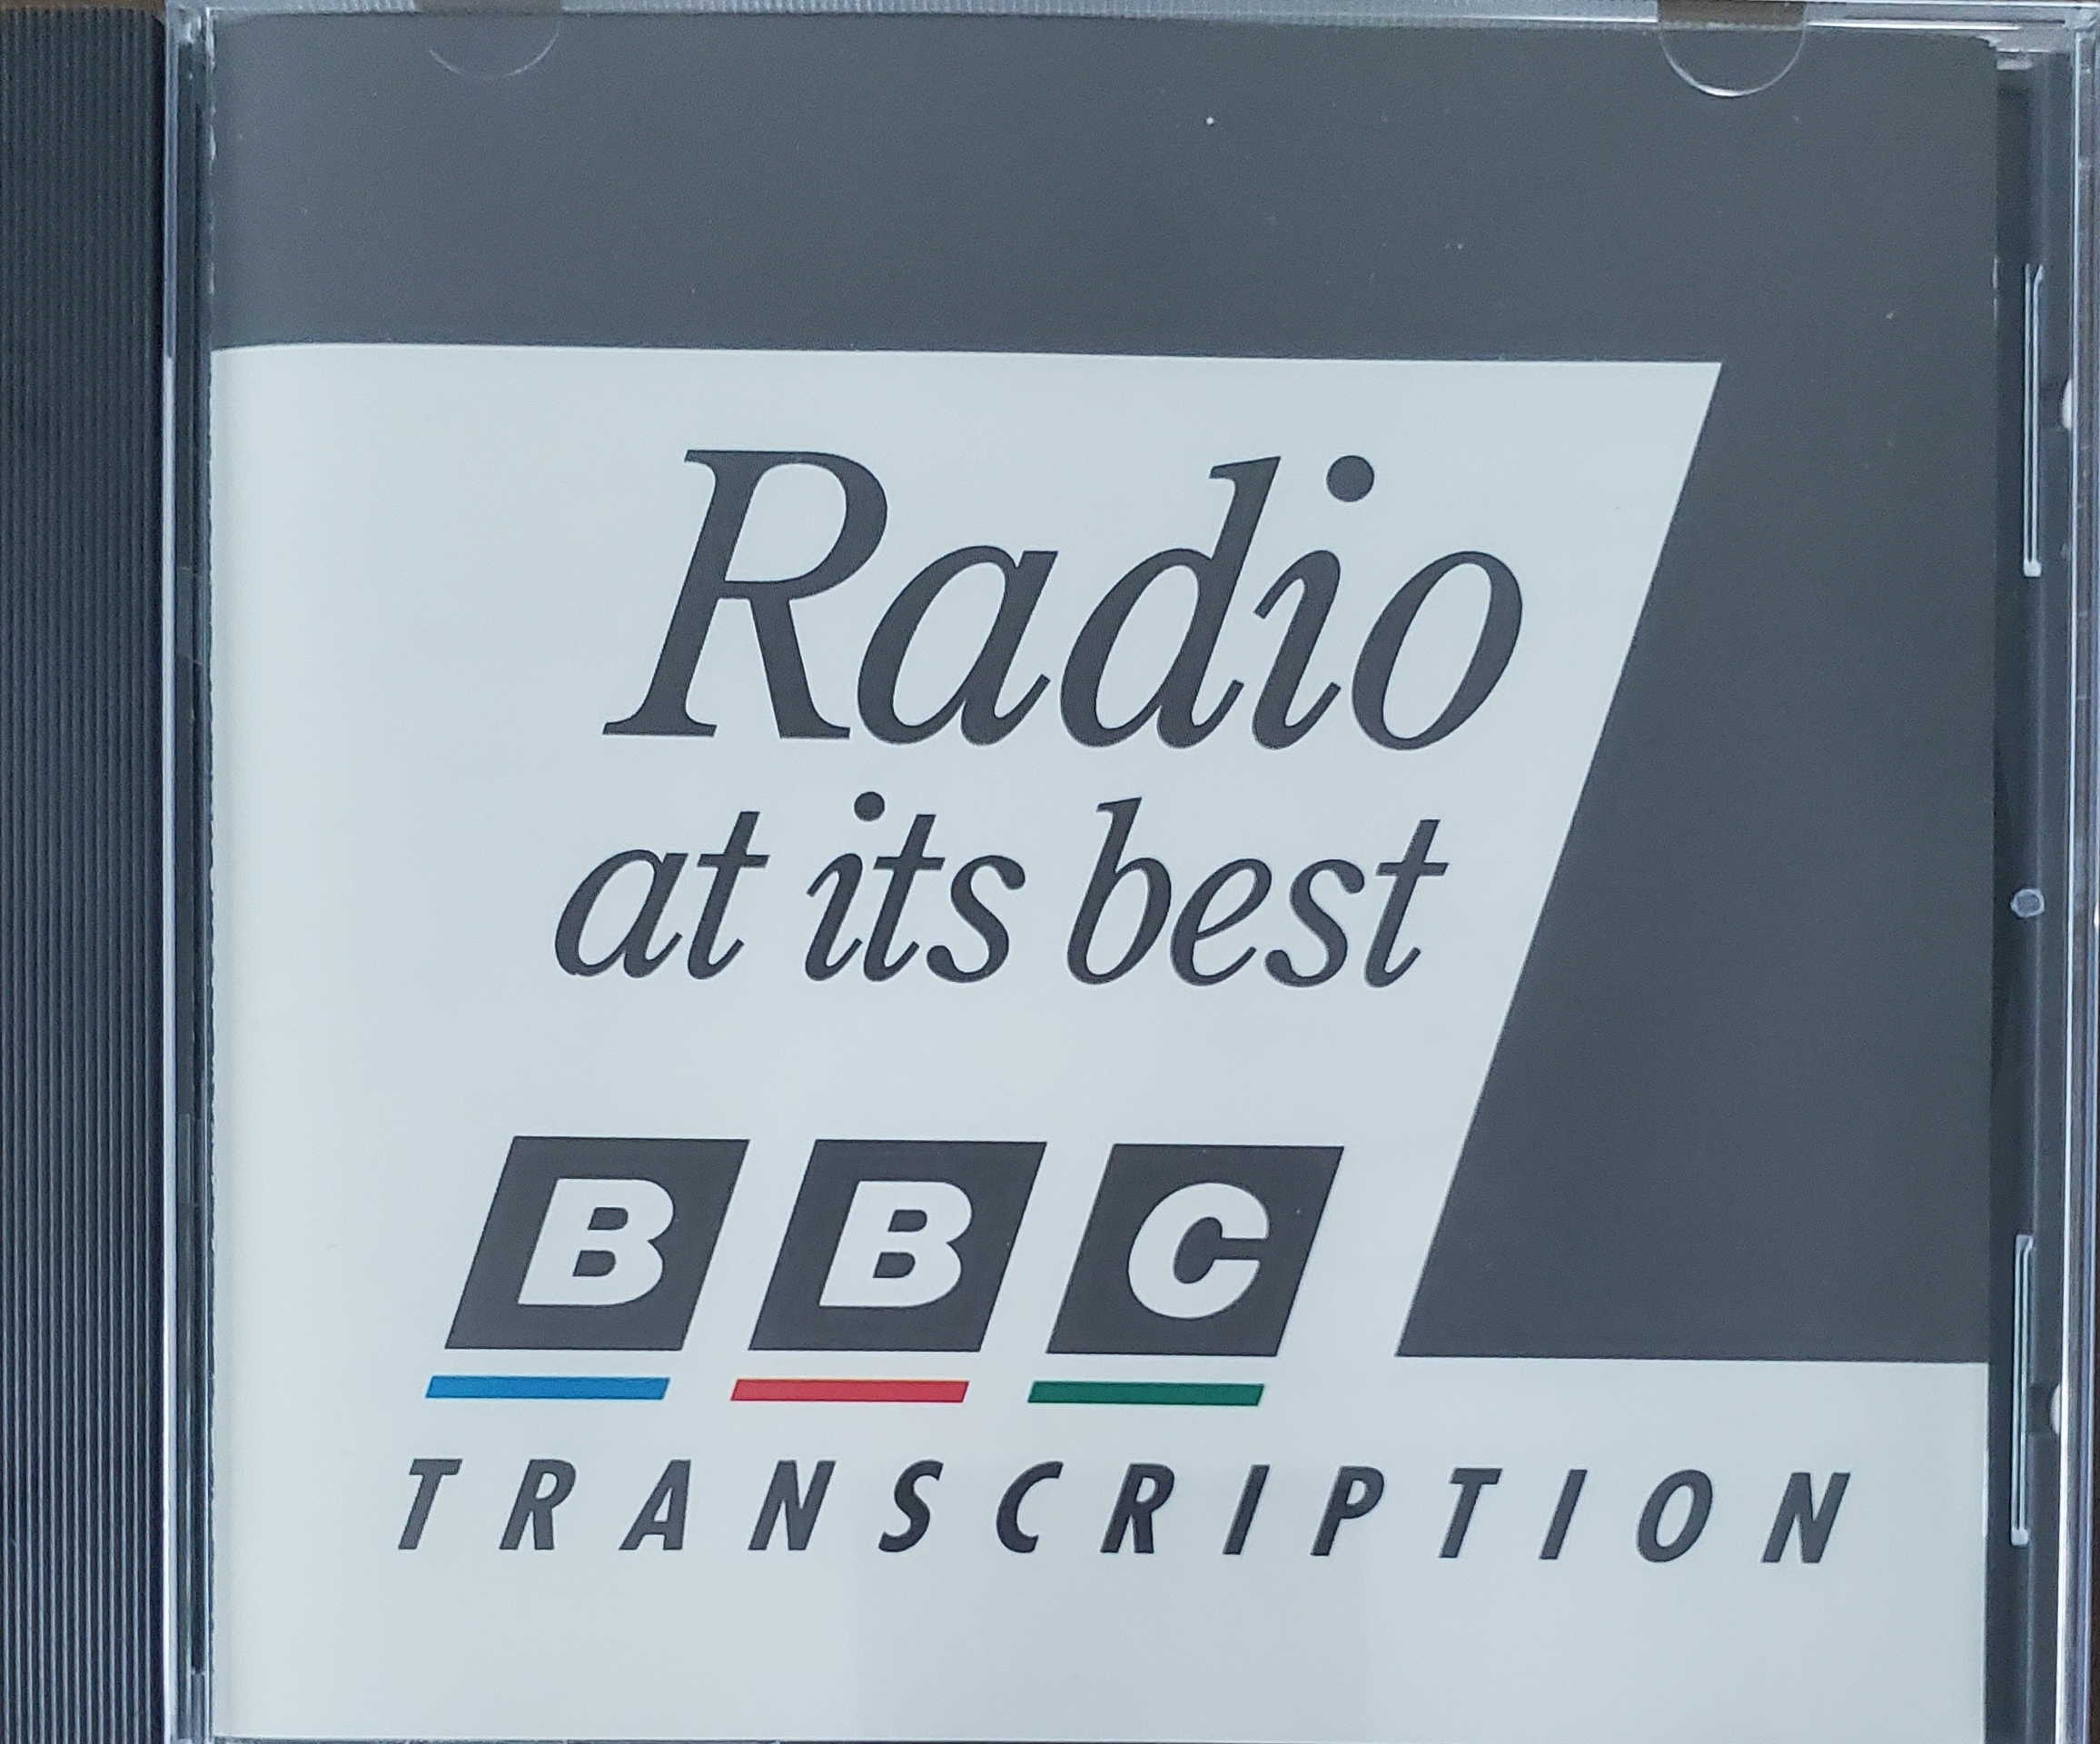 Radio
at its best
BBC
TRANSCRIPTION